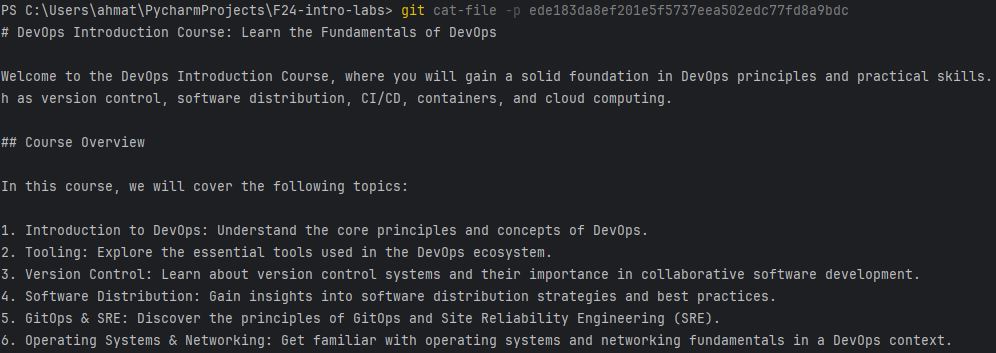 PS C:\Users\ahmat\PycharmProjects\F24-intro-labs> git cat-file -p ede183da8ef201e5f5737eea502edc77fd8a9bdc
# DevOps Introduction Course: Learn the Fundamentals of DevOps
Welcome to the DevOps Introduction Course, where you will gain a solid foundation in DevOps principles and practical skills.
h as version control, software distribution, CI/CD, containers, and cloud computing.
## Course Overview
In this course, we will cover the following topics:
1. Introduction to DevOps: Understand the core principles and concepts of DevOps.
2. Tooling: Explore the essential tools used in the DevOps ecosystem.
3. Version Control: Learn about version control systems and their importance in collaborative software development.
4. Software Distribution: Gain insights into software distribution strategies and best practices.
5. GitOps & SRE: Discover the principles of GitOps and Site Reliability Engineering (SRE).
6. Operating Systems & Networking: Get familiar with operating systems and networking fundamentals in a DevOps context.